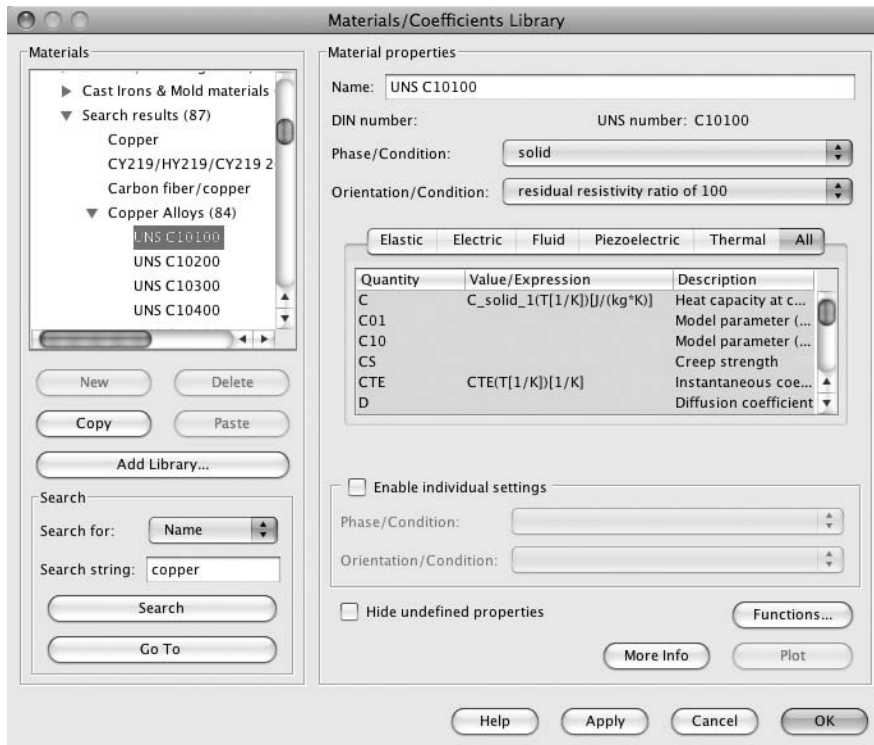 Materials/Coefficients Library
Materials
Cast Irons & Mold materials
Search results (87)
Copper
CY219/HY219/CY219 2
Carbon fiber/copper
Copper Alloys (84)
UNS C10100
UNS C10200
UNS C10300
UNS C10400
New Delete
Copy Paste
Add Library...
Search
Search for: Name
Search string: copper
Search
Go To
Material properties
Name: UNS C10100
DIN number: UNS number: C10100
Phase/Condition: solid
Orientation/Condition: residual resistivity ratio of 100
Elastic Electric Fluid Piezoelectric Thermal All
Quantity Value/Expression Description
C C_solid_1(T[1/K])[J/(kg*K)] Heat capacity at c...
C01 Model parameter (...
C10 Model parameter (...
CS Creep strength
CTE CTE(T[1/K])[1/K] Instantaneous coe...
D Diffusion coefficient
Enable individual settings
Phase/Condition:
Orientation/Condition:
Hide undefined properties
Functions...
More Info Plot
Help Apply Cancel OK